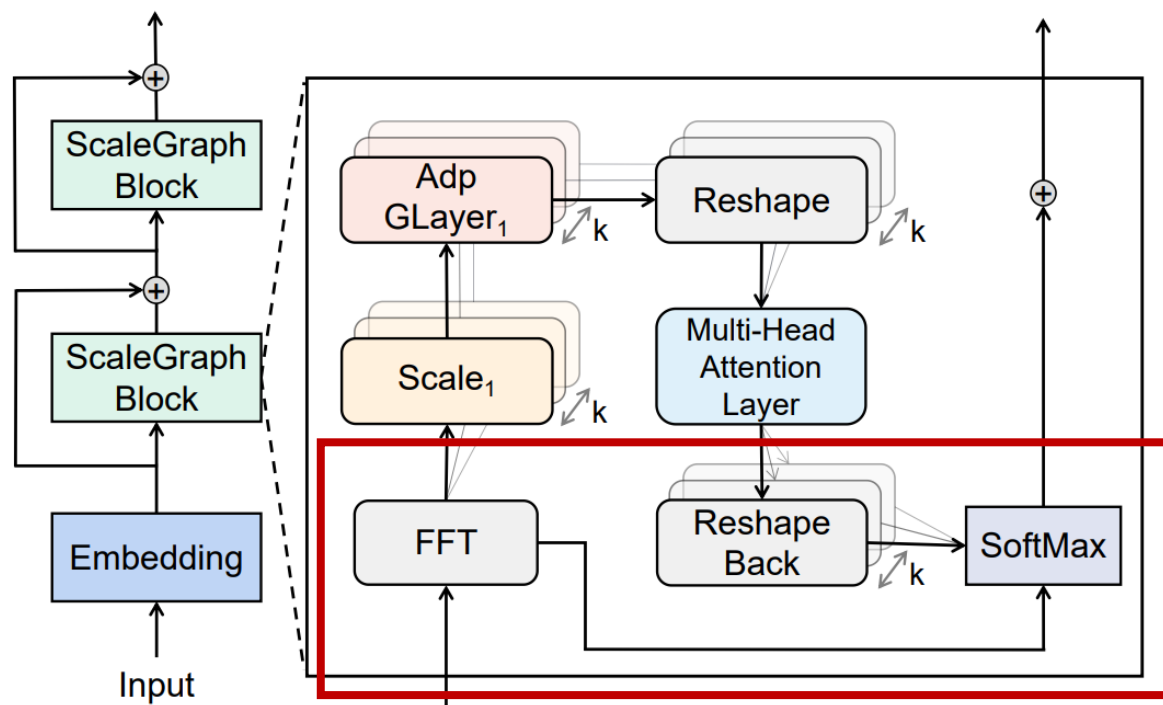 ScaleGraph
Block
+
ScaleGraph
Block
+
Embedding
Input
Adp
GLayer₁
k
Reshape
k
Scale₁
k
Multi-Head
Attention
Layer
FFT
Reshape
Back
k
SoftMax
+